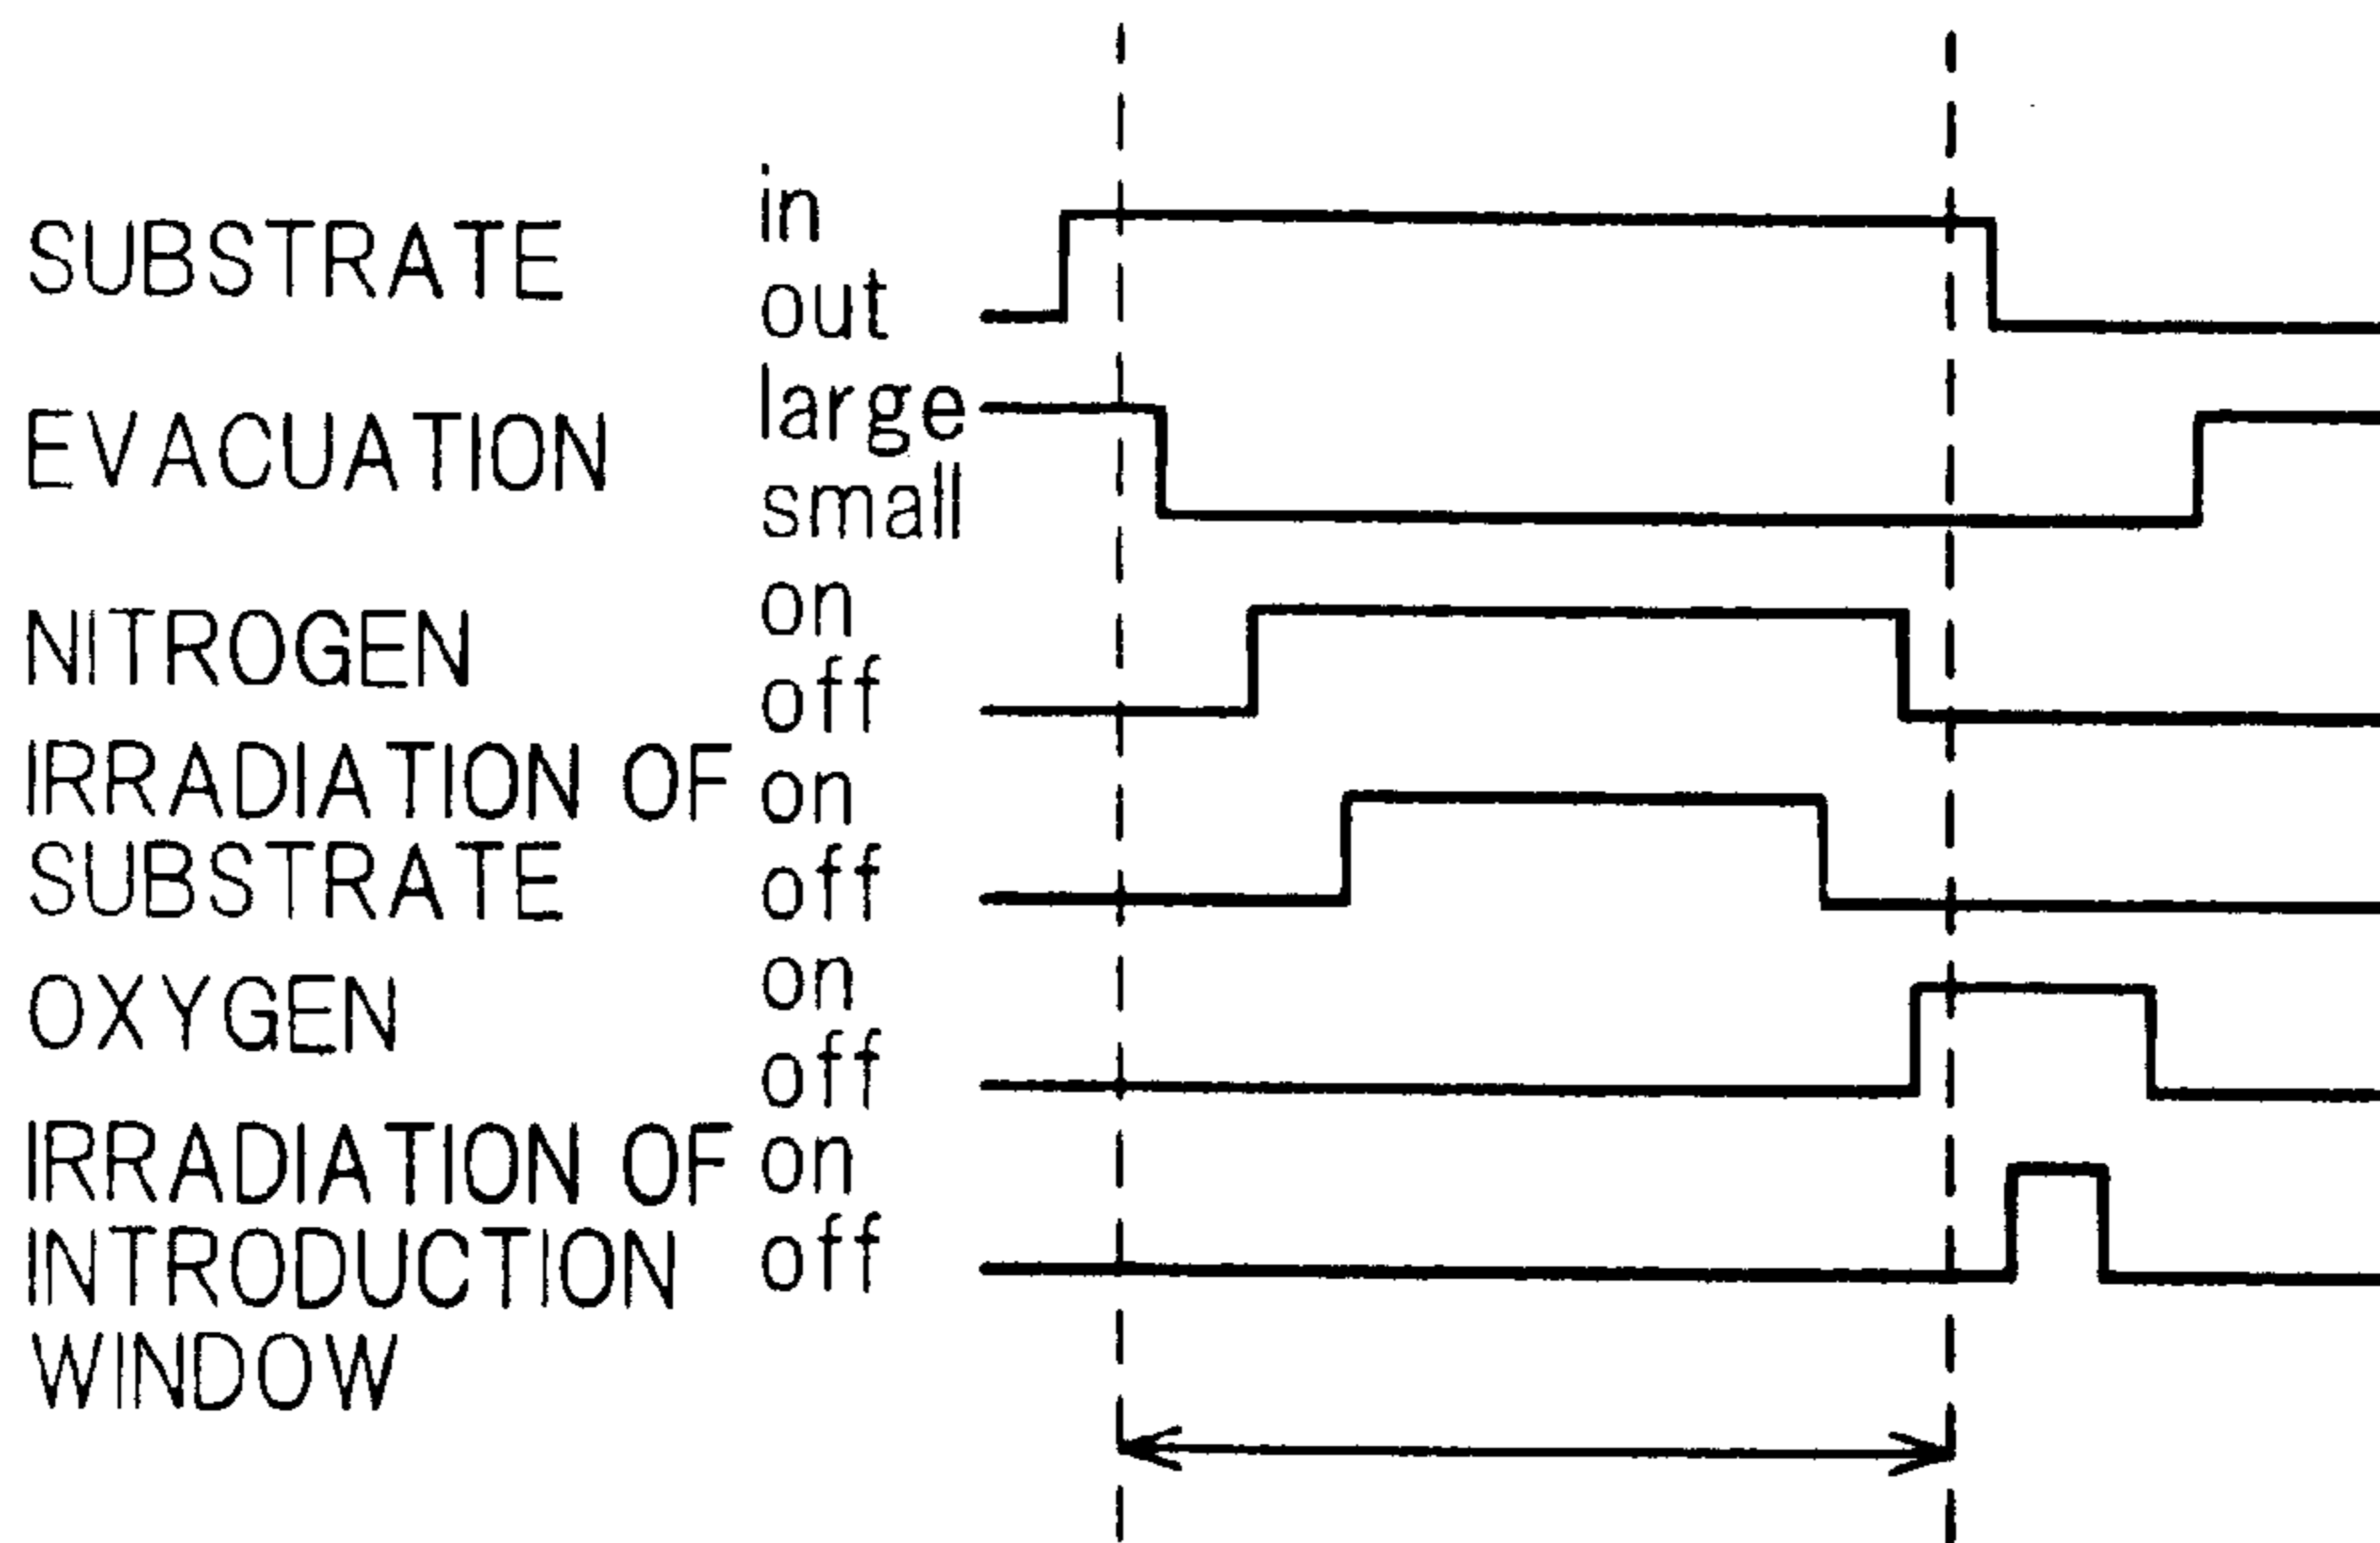 in
SUBSTRATE
out
large
EVACUATION
small
on
NITROGEN
off
IRRADIATION OF on
SUBSTRATE off
on
OXYGEN
off
IRRADIATION OF on
INTRODUCTION off
WINDOW